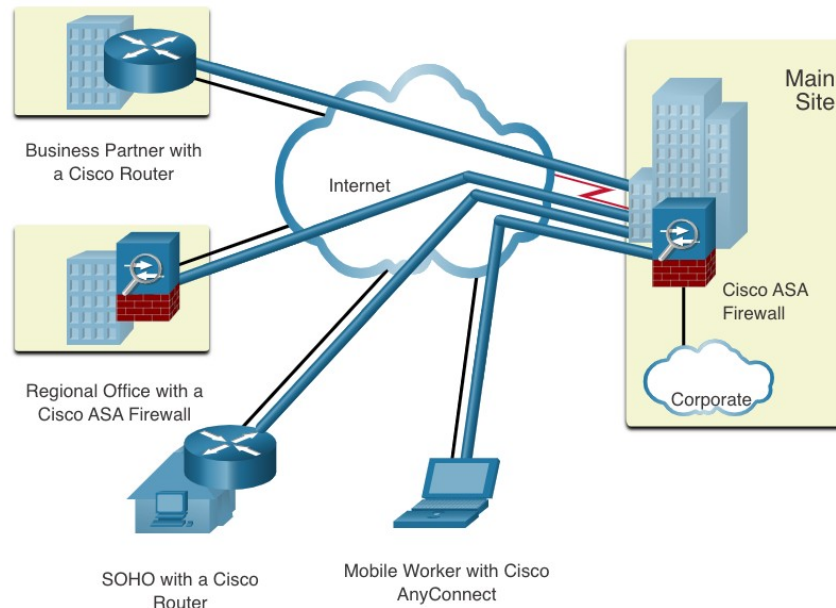 Main
Site
Business Partner with
a Cisco Router
Internet
Cisco ASA
Firewall
Corporate
Regional Office with a
Cisco ASA Firewall
SOHO with a Cisco
Router
Mobile Worker with Cisco
AnyConnect